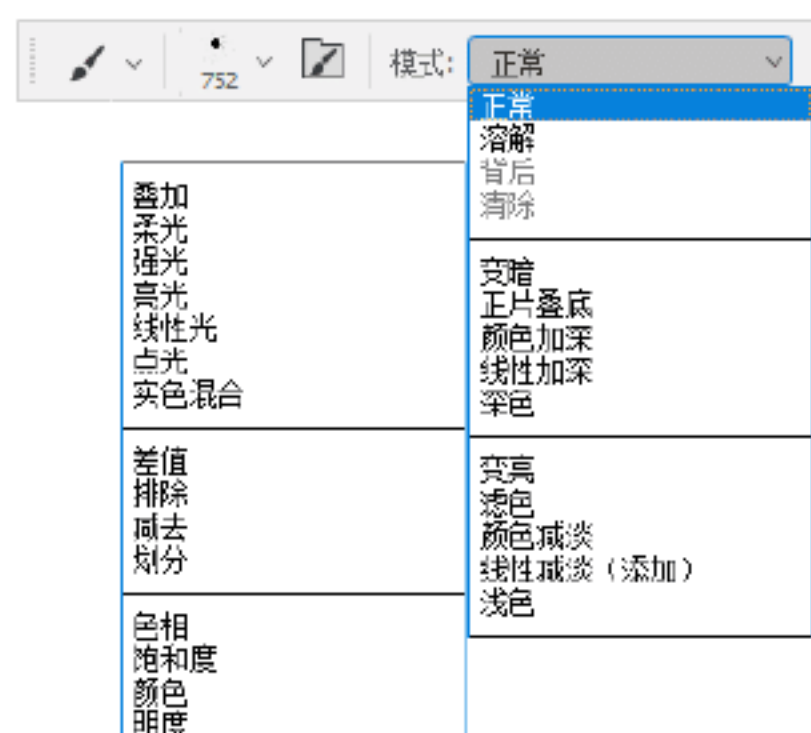 752
模式:
正常
正常
溶解
背后
清除
变暗
正片叠底
颜色加深
线性加深
深色
变亮
滤色
颜色减淡
线性减淡（添加）
浅色
叠加
柔光
强光
亮光
线性光
点光
实色混合
差值
排除
减去
划分
色相
饱和度
颜色
明度